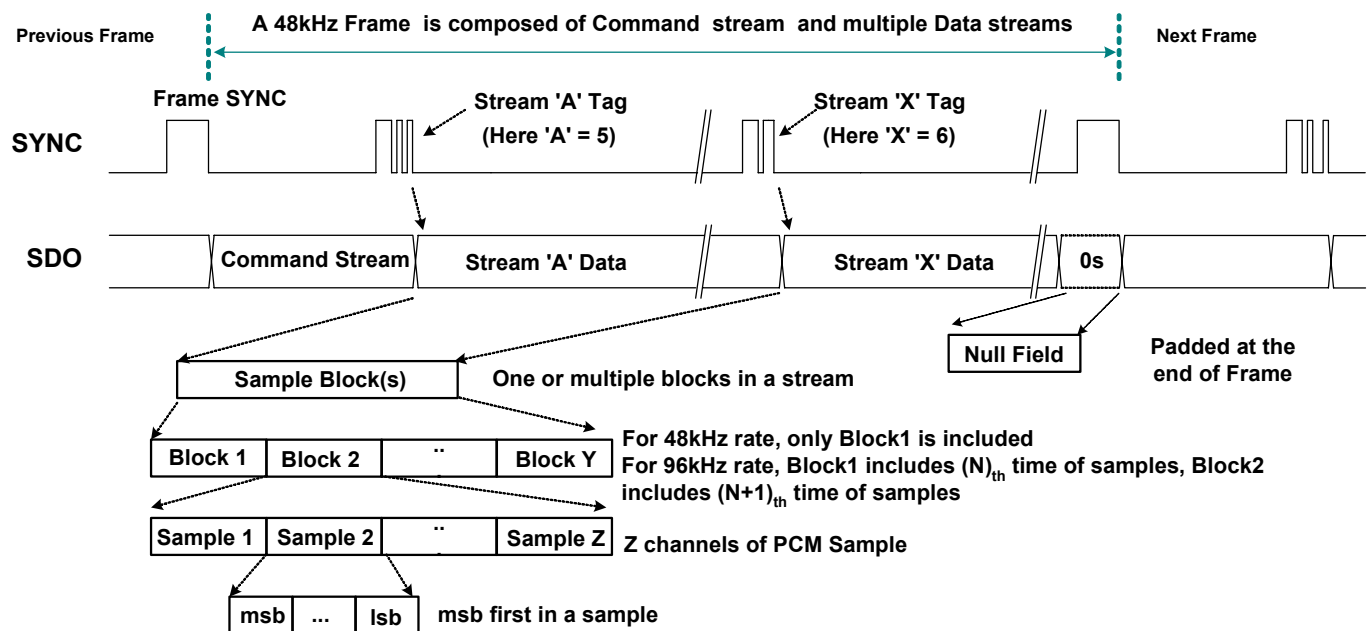 A 48kHz Frame is composed of Command stream and multiple Data streams
Previous Frame
Next Frame
Frame SYNC
Stream 'A' Tag
(Here 'A' = 5)
Stream 'X' Tag
(Here 'X' = 6)
SYNC
SDO
Command Stream
Stream 'A' Data
Stream 'X' Data
0s
Null Field
Padded at the
end of Frame
Sample Block(s)
One or multiple blocks in a stream
Block 1
Block 2
..
.
Block Y
For 48kHz rate, only Block1 is included
For 96kHz rate, Block1 includes (N)th time of samples, Block2
includes (N+1)th time of samples
Sample 1
Sample 2
..
.
Sample Z
Z channels of PCM Sample
msb
...
lsb
msb first in a sample